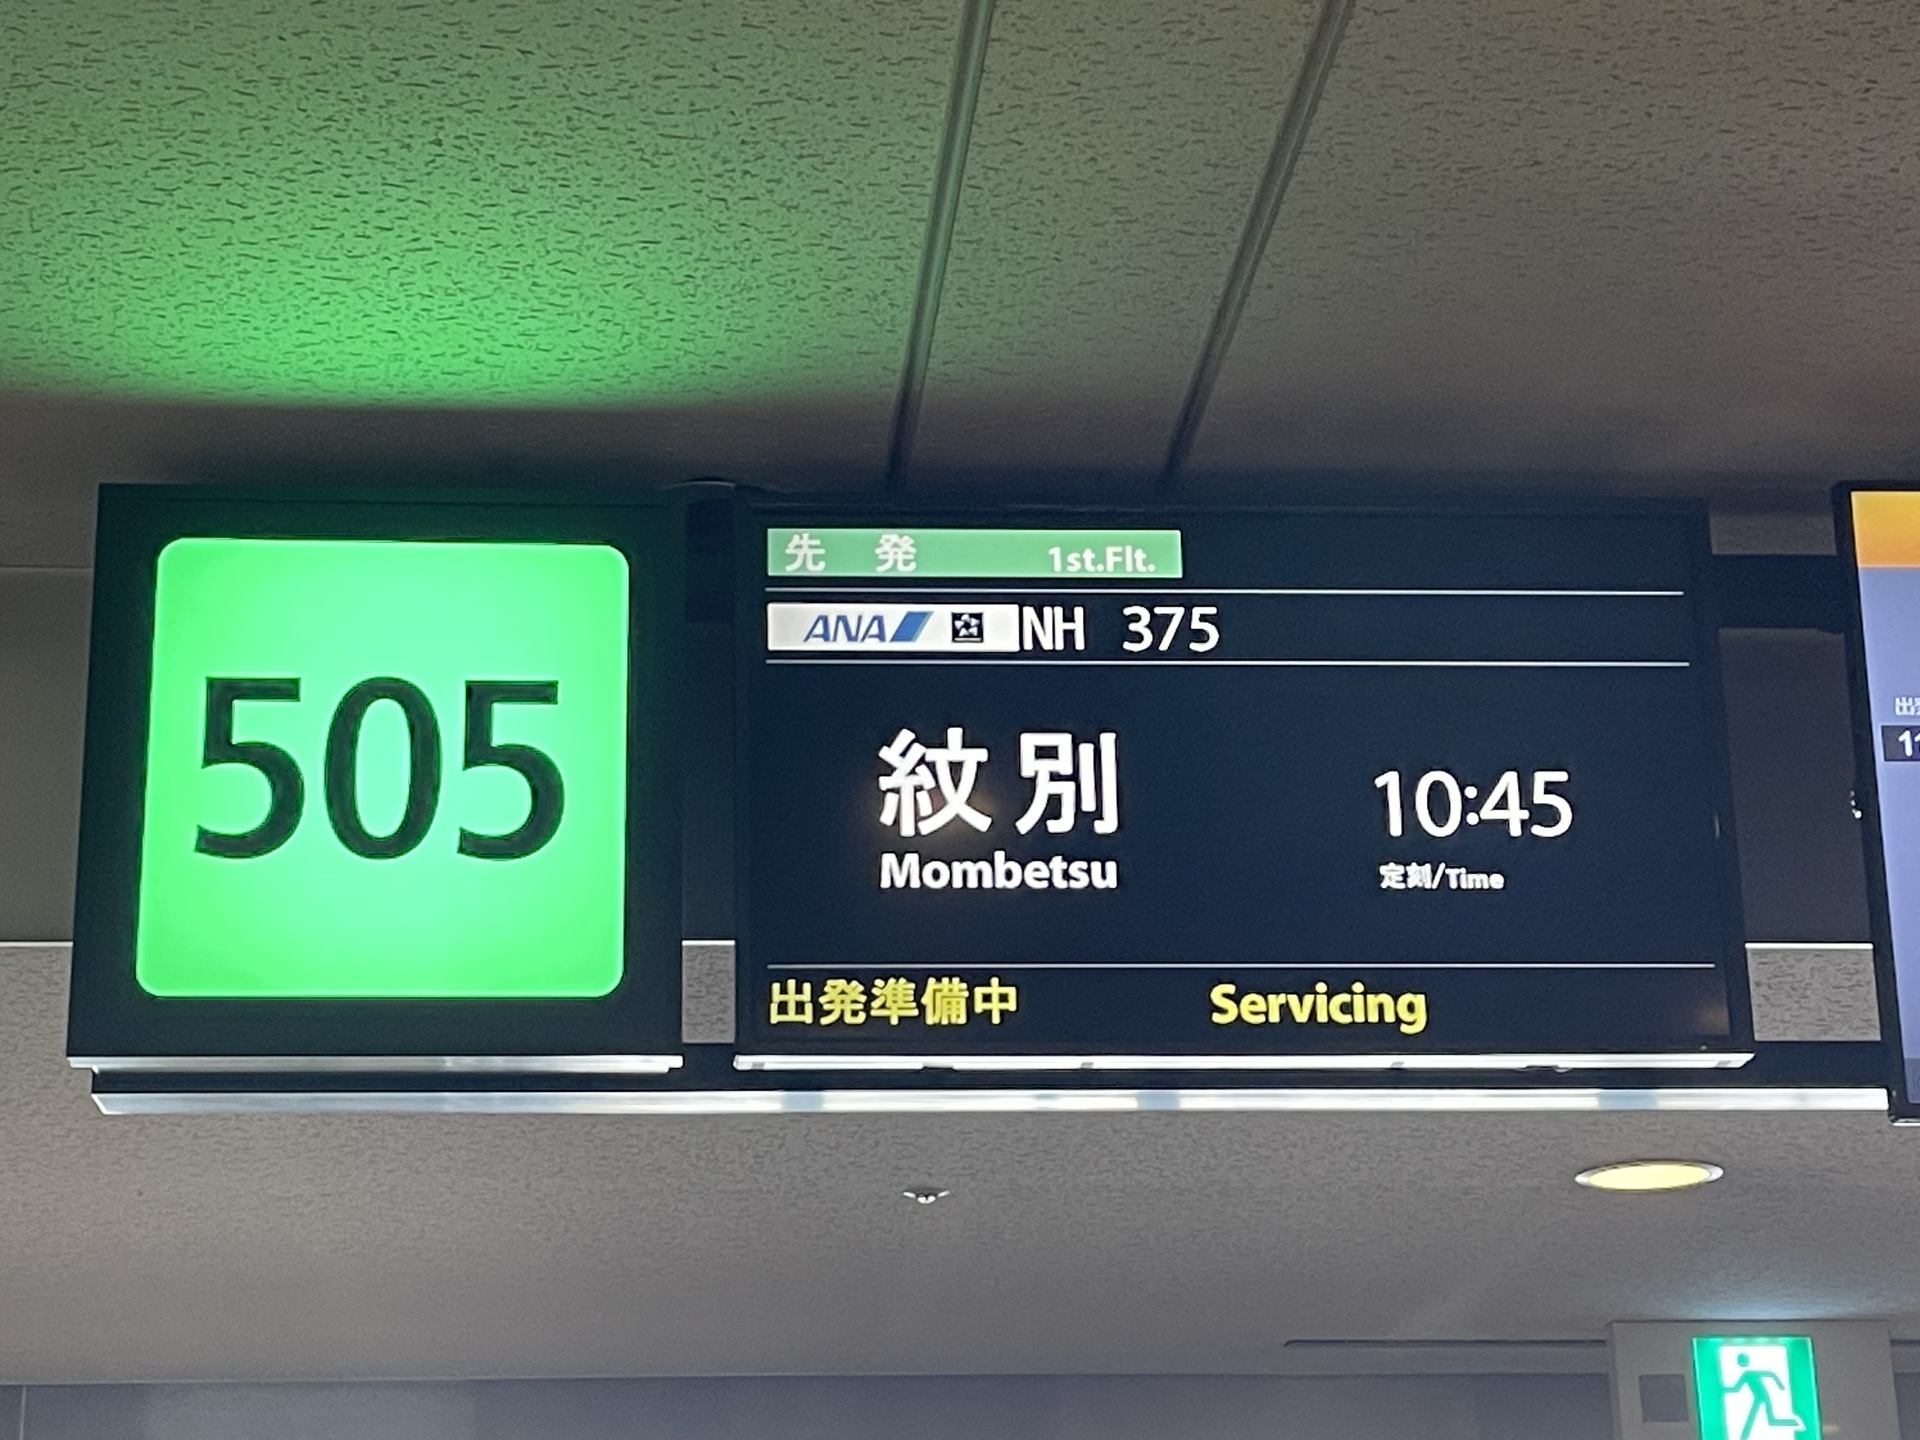 505
先 発 1st.Flt.
ANA NH 375
紋別 10:45
Mombetsu 定刻/Time
出発準備中 Servicing